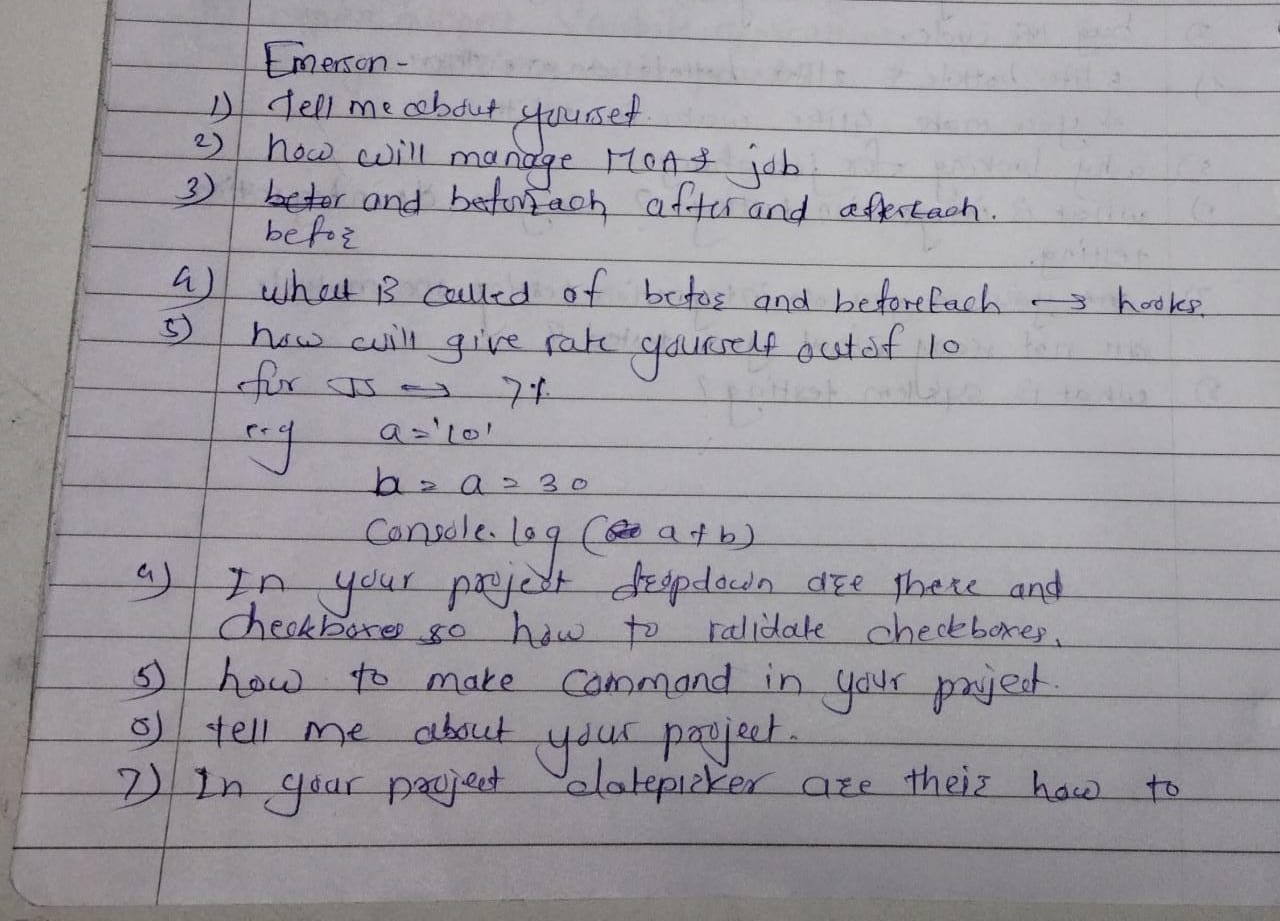 Emerson -
1) Tell me about yourset
2) how will manage job.
3) befor and beforEach after and afterEach.
before
4) what is called of before and beforeEach → hooks.
5) how will give rate yourself out of 10
for JS → 7%.
e.g a='10'
b = a = 30
Console.log ( a+b)
4) In your project dropdown are there and
checkboxes so how to validate checkboxes.
5) how to make command in your project.
6) tell me about your project.
7) In your project datepicker are their how to